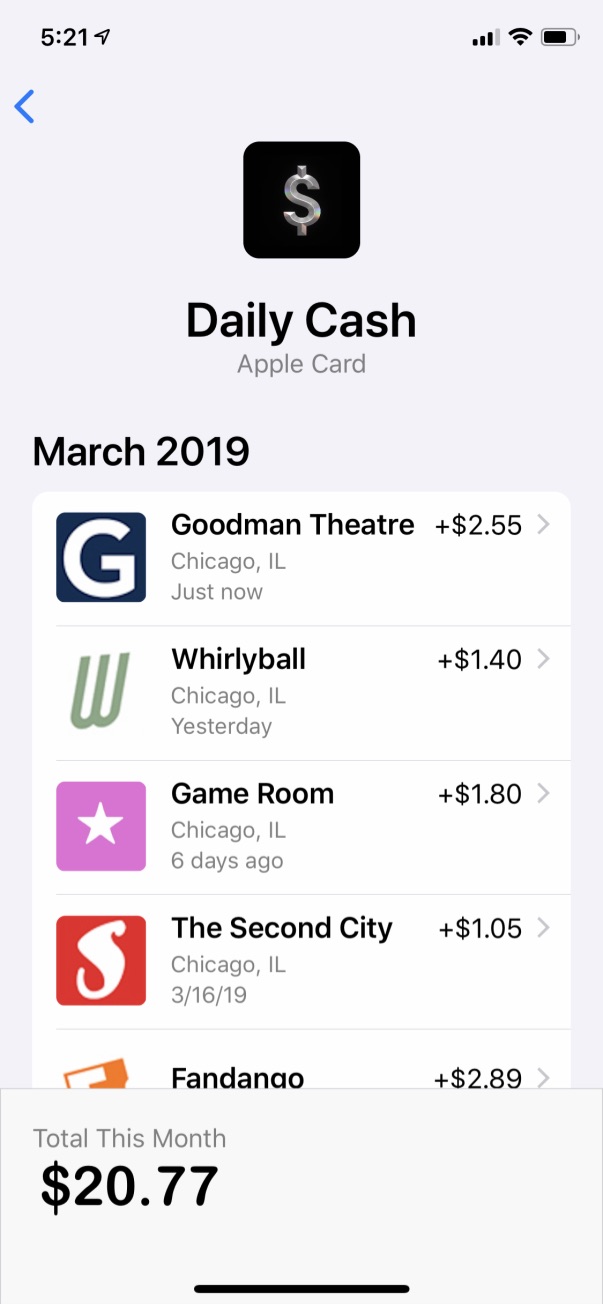 5:21
$
Daily Cash
Apple Card
March 2019
G
Goodman Theatre +$2.55
Chicago, IL
Just now
W
Whirlyball +$1.40
Chicago, IL
Yesterday
Game Room +$1.80
Chicago, IL
6 days ago
S
The Second City +$1.05
Chicago, IL
3/16/19
Fandango +$2.89
Total This Month
$20.77